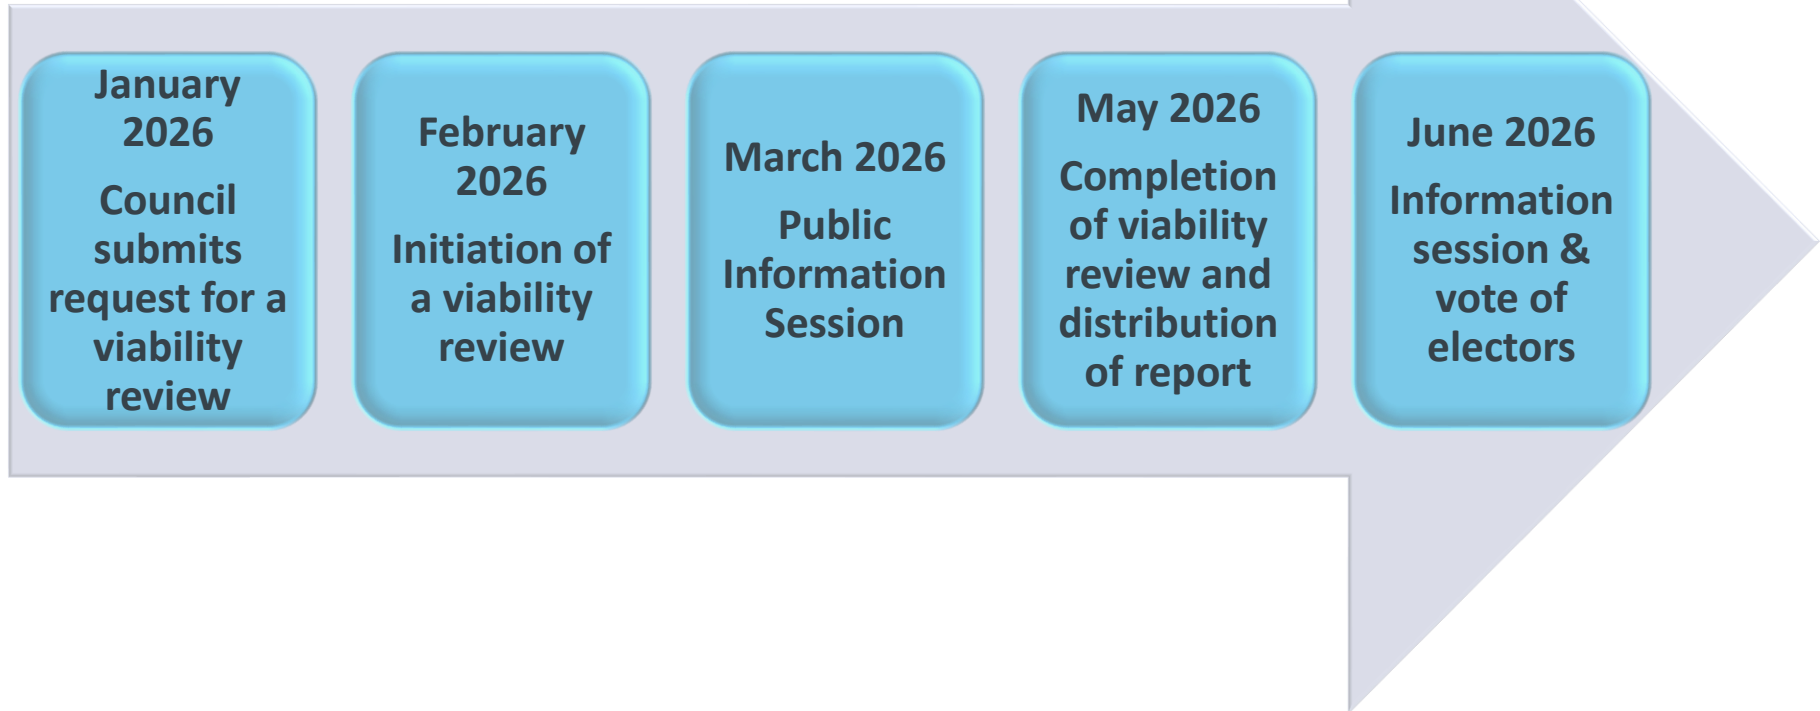 January
2026
Council
submits
request for a
viability
review
February
2026
Initiation of
a viability
review
March 2026
Public
Information
Session
May 2026
Completion
of viability
review and
distribution
of report
June 2026
Information
session &
vote of
electors